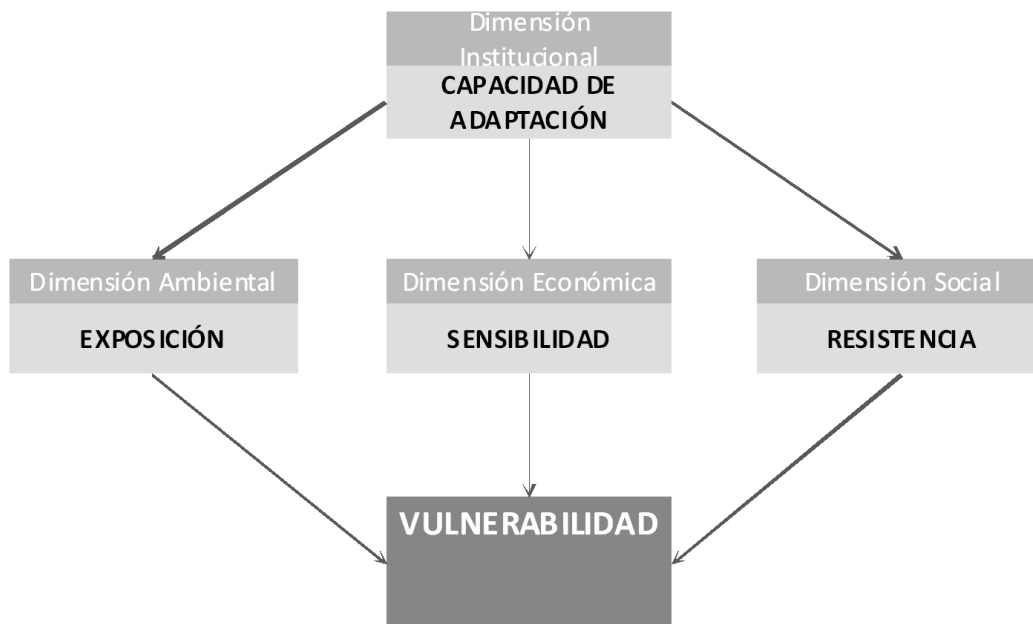 Dimensión
Institucional
CAPACIDAD DE
ADAPTACIÓN
Dimensión Ambiental
EXPOSICIÓN
Dimensión Económica
SENSIBILIDAD
Dimensión Social
RESISTENCIA
VULNERABILIDAD